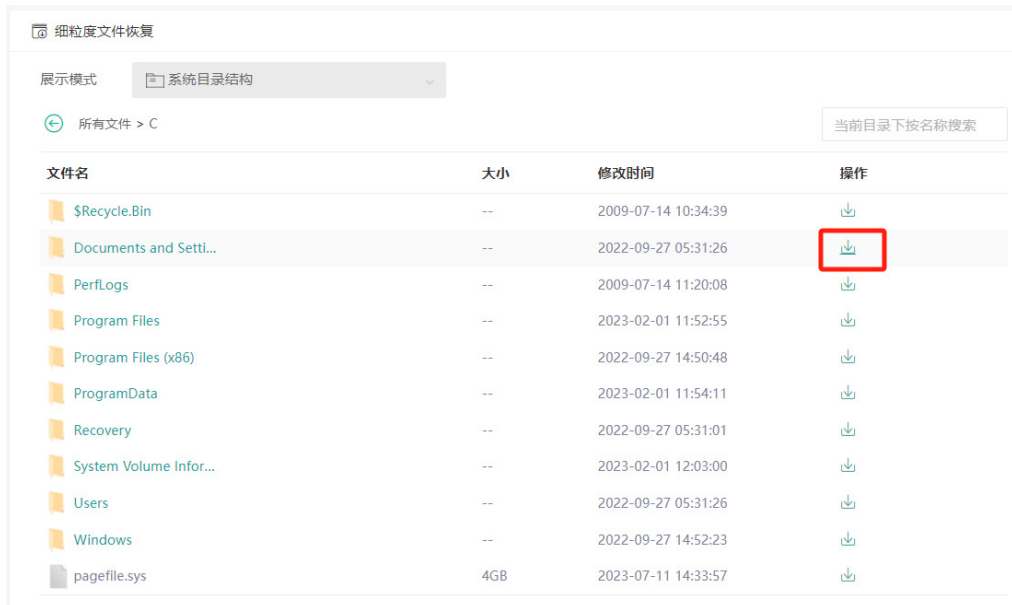 细粒度文件恢复
展示模式 系统目录结构
所有文件 > C 当前目录下按名称搜索
文件名 大小 修改时间 操作
$Recycle.Bin -- 2009-07-14 10:34:39
Documents and Setti... -- 2022-09-27 05:31:26
PerfLogs -- 2009-07-14 11:20:08
Program Files -- 2023-02-01 11:52:55
Program Files (x86) -- 2022-09-27 14:50:48
ProgramData -- 2023-02-01 11:54:11
Recovery -- 2022-09-27 05:31:01
System Volume Infor... -- 2023-02-01 12:03:00
Users -- 2022-09-27 05:31:26
Windows -- 2022-09-27 14:52:23
pagefile.sys 4GB 2023-07-11 14:33:57